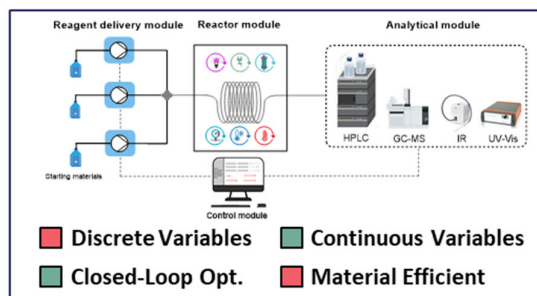 Reagent delivery module
Reactor module
Analytical module
HPLC
GC-MS
IR
UV-Vis
Starting materials
Control module
Discrete Variables
Continuous Variables
Closed-Loop Opt.
Material Efficient